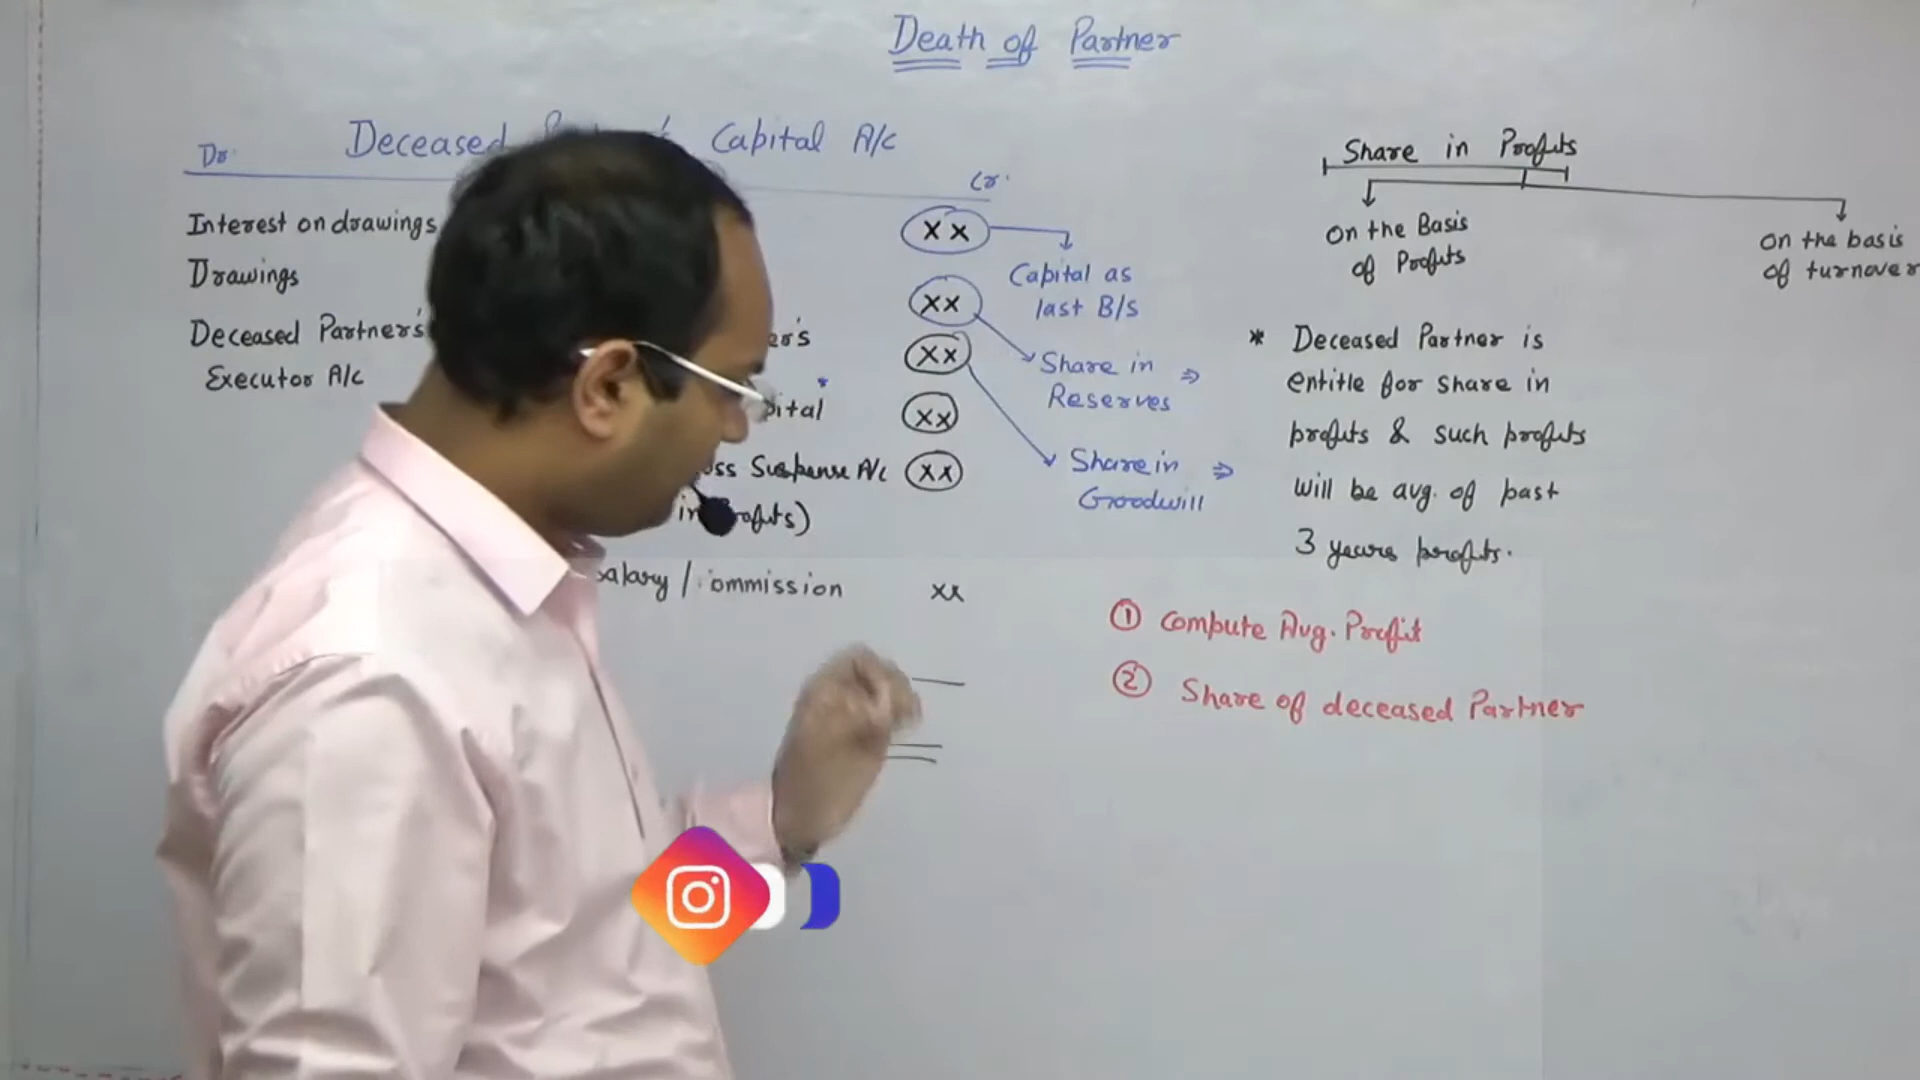 Death of Partner
Deceased Capital A/c
Dr.
Cr.
Interest on drawings
Drawings
Deceased Partner's
Executor A/c
Suspense A/c
salary / ommission
xx
xx
xx
xx
xx
xx
Capital as
last B/s
Share in ⇒
Reserves
Share in ⇒
Goodwill
Share in Profits
on the Basis
of Profits
on the basis
of turnover
* Deceased Partner is
entitle for share in
profits & such profits
will be avg. of past
3 years profits.
① Compute Avg. Profit
② Share of deceased Partner